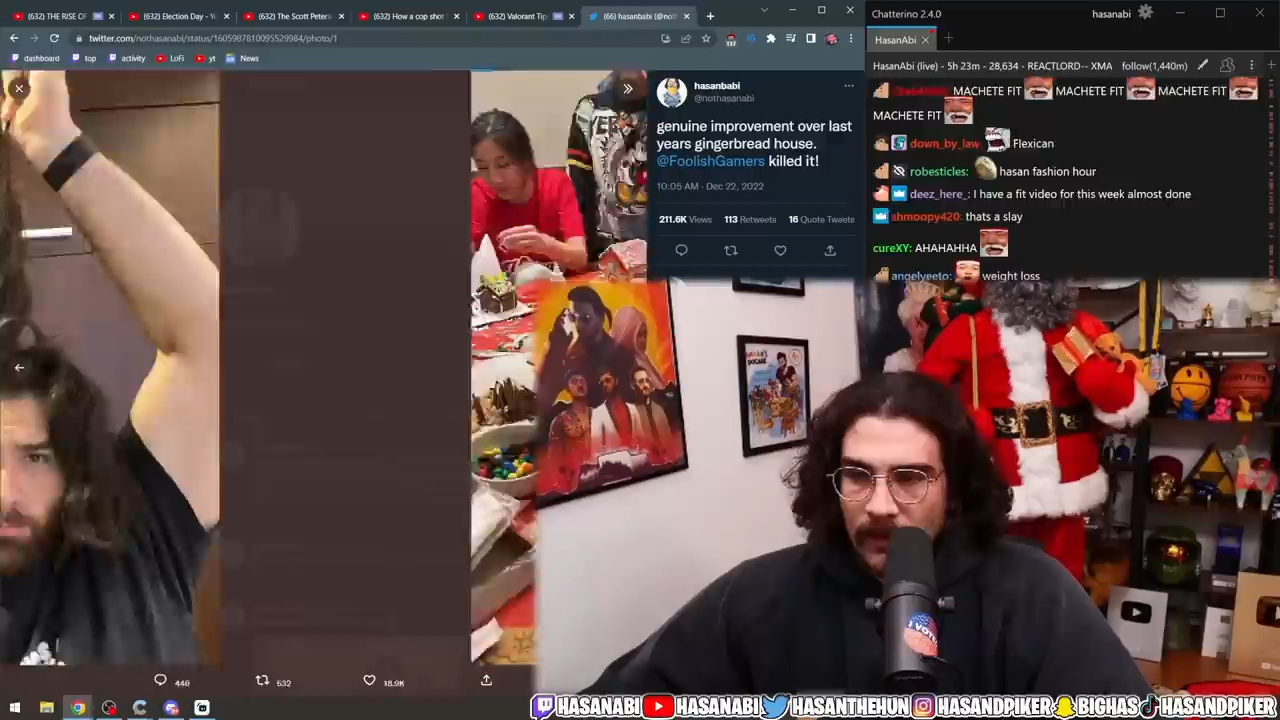 (632) THE RISE OF
(632) Election Day -
(632) The Scott Peters
(632) How a cop shot
(632) Valorant Tip
(66) hasanbabi (@not
twitter.com/nothasanabi/status/1605987810095529984/photo/1
dashboard
top
activity
LoFi
yt
News
hasanbabi
@nothasanabi
genuine improvement over last
years gingerbread house.
@FoolishGamers killed it!
10:05 AM · Dec 22, 2022
211.6K Views 113 Retweets 16 Quote Tweets
440
632
18.9K
Chatterino 2.4.0
hasanabi
HasanAbi
HasanAbi (live) - 5h 23m - 28,634 - REACTLORD-- XMA
follow(1,440m)
MACHETE FIT MACHETE FIT MACHETE FIT
MACHETE FIT
down_by_law: Flexican
robesticles: hasan fashion hour
deez_here_: I have a fit video for this week almost done
shmoopy420: thats a slay
cureXY: AHAHAHHA
angelyeeto: weight loss
I VOTED
HASANABI HASANABI HASANTHEHUN HASANDPIKER BIGHAS HASANDPIKER